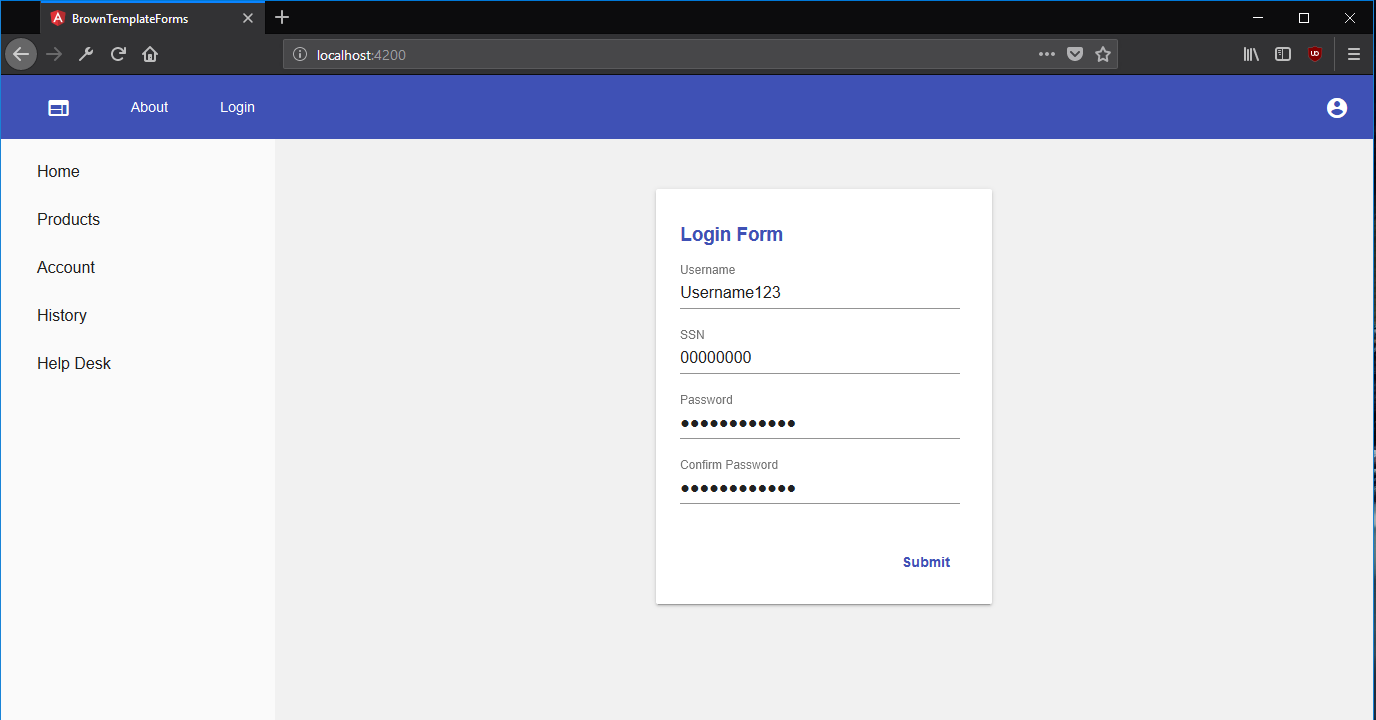 BrownTemplateForms
localhost:4200
About
Login
Home
Products
Account
History
Help Desk
Login Form
Username
Username123
SSN
00000000
Password
●●●●●●●●●●●●
Confirm Password
●●●●●●●●●●●●
Submit